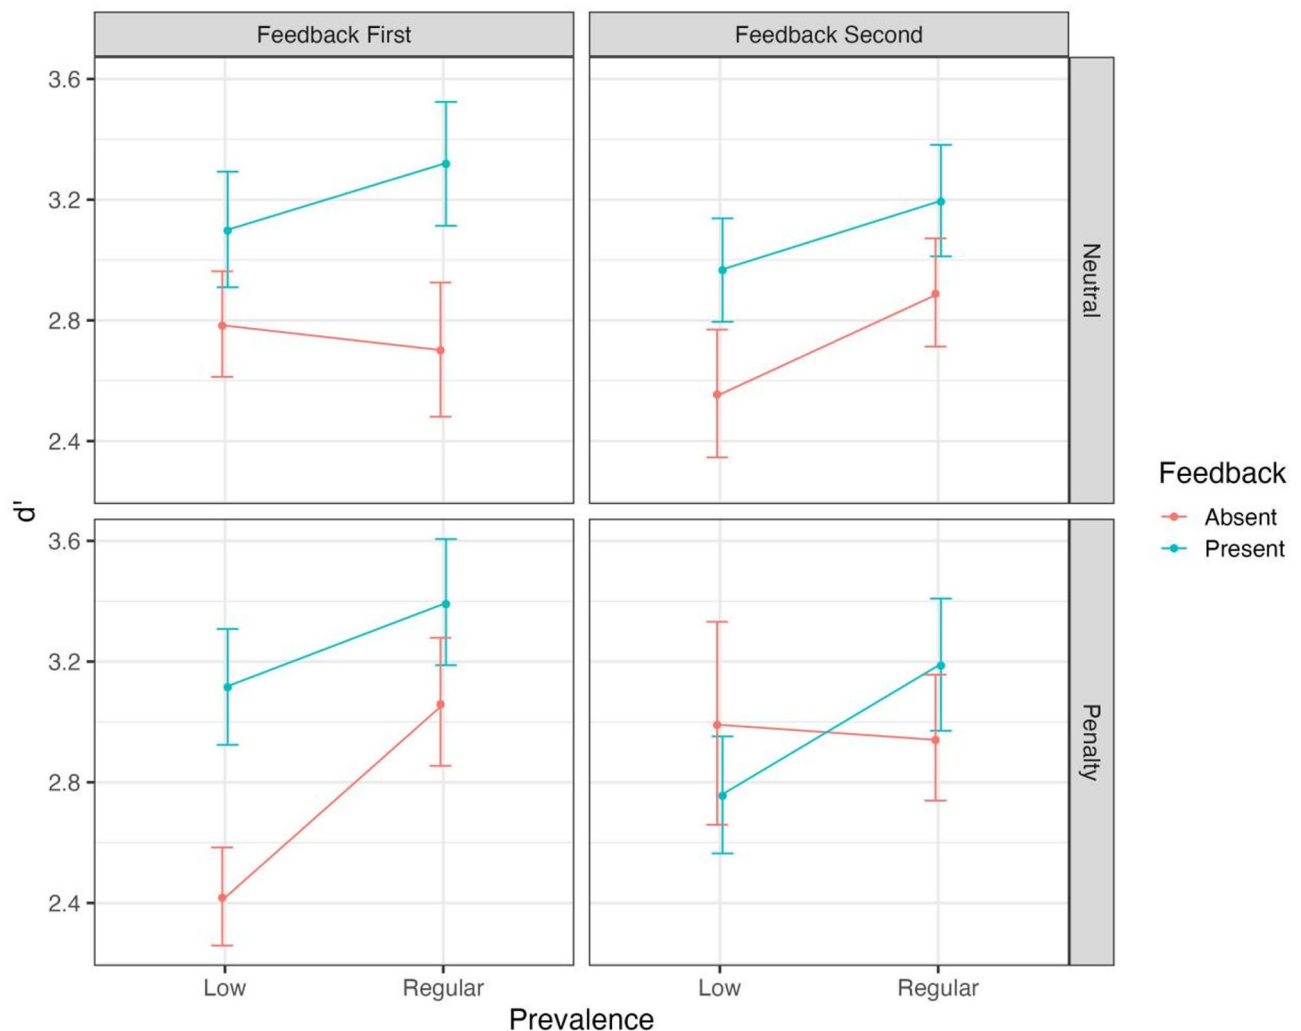 Feedback First
Feedback Second
3.6
3.2
2.8
2.4
Neutral
3.6
3.2
2.8
2.4
Penalty
d'
Low
Regular
Low
Regular
Prevalence
Feedback
Absent
Present